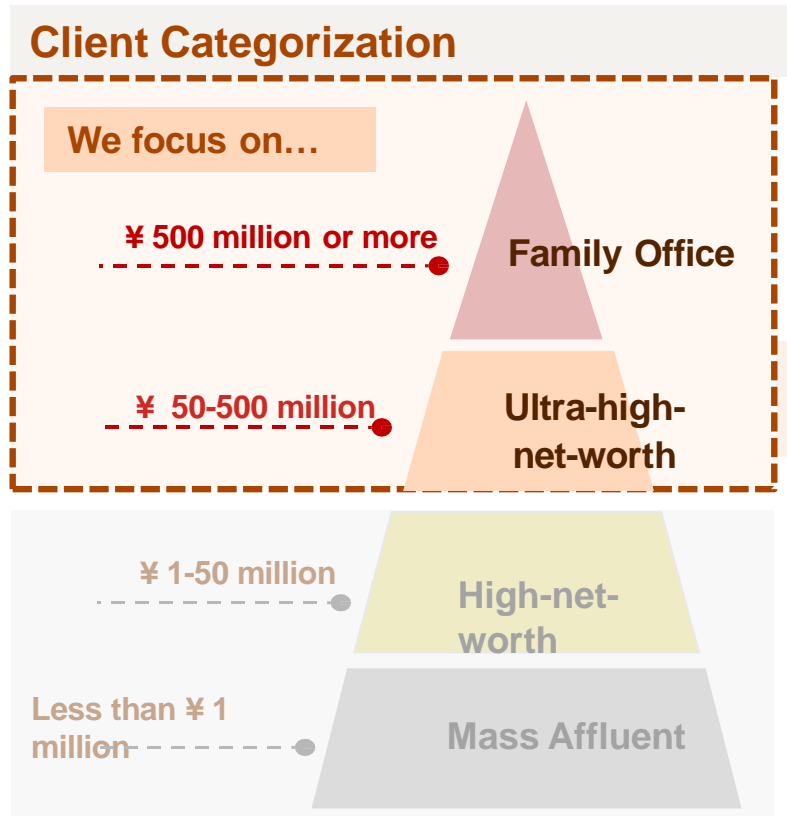 Client Categorization
We focus on…
¥ 500 million or more
Family Office
¥ 50-500 million
Ultra-high-
net-worth
¥ 1-50 million
High-net-
worth
Less than ¥ 1
million
Mass Affluent